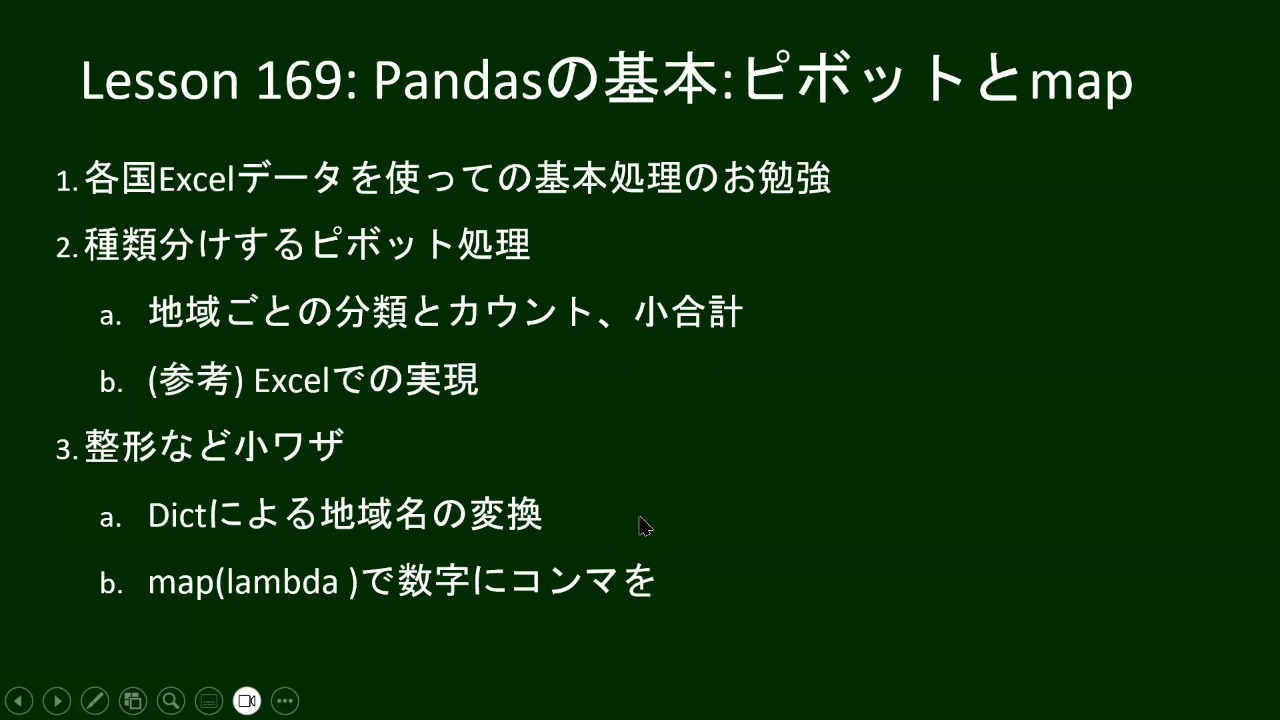 Lesson 169: Pandasの基本:ピボットとmap
1. 各国Excelデータを使っての基本処理のお勉強
2. 種類分けするピボット処理
a. 地域ごとの分類とカウント、小合計
b. (参考) Excelでの実現
3. 整形など小ワザ
a. Dictによる地域名の変換
b. map(lambda )で数字にコンマを